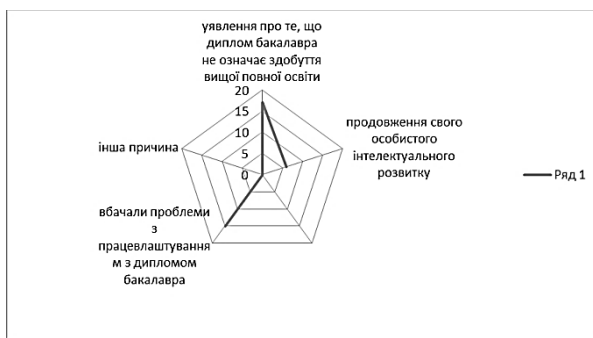 уявлення про те, що
диплом бакалавра
не означає здобуття
вищої повної освіти
20
15
10
5
0
продовження свого
особистого
інтелектуального
розвитку
вбачали проблеми
з
працевлаштування
м з дипломом
бакалавра
інша причина
Ряд 1